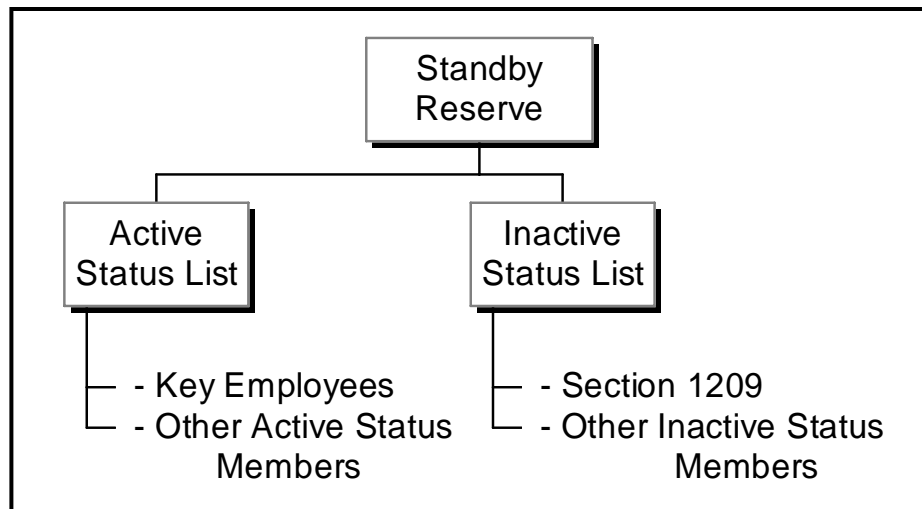 Standby
Reserve
Active
Status List
Inactive
Status List
- Key Employees
- Other Active Status
Members
- Section 1209
- Other Inactive Status
Members